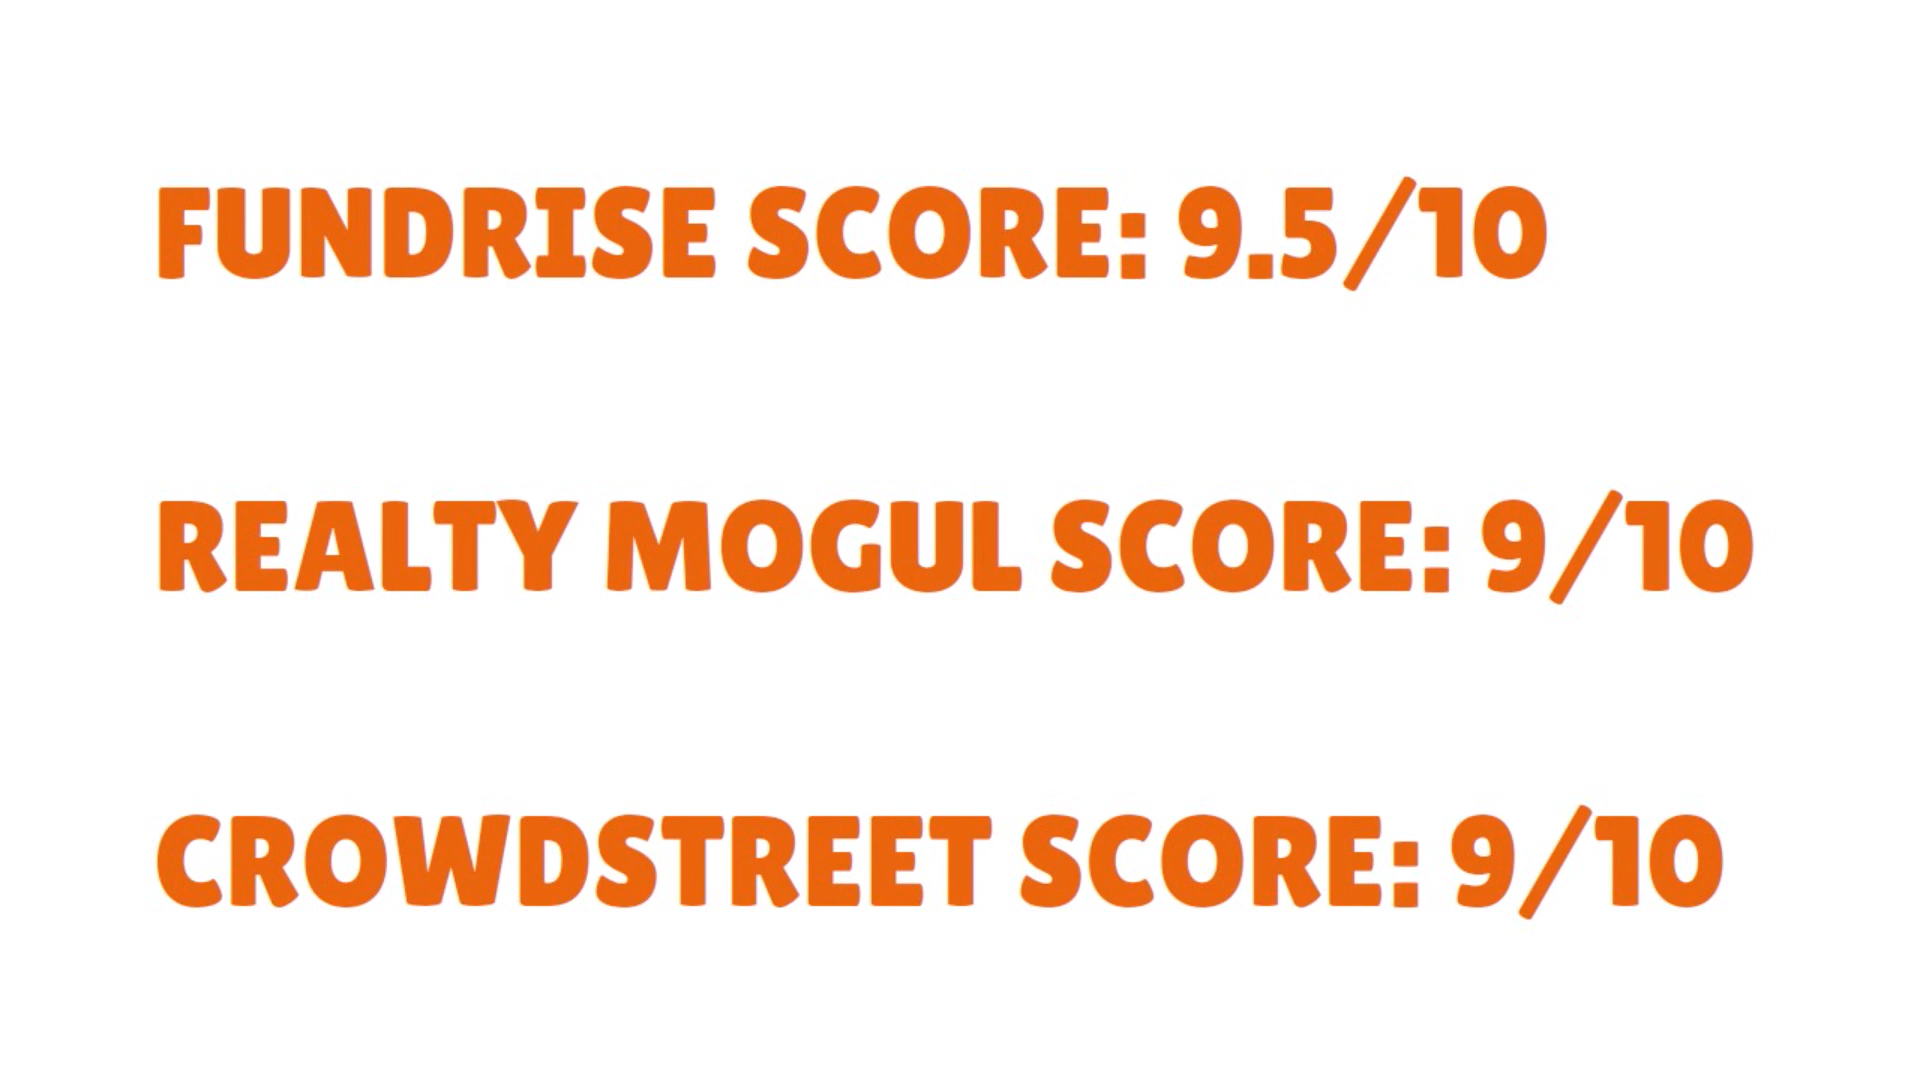 FUNDRISE SCORE: 9.5/10
REALTY MOGUL SCORE: 9/10
CROWDSTREET SCORE: 9/10